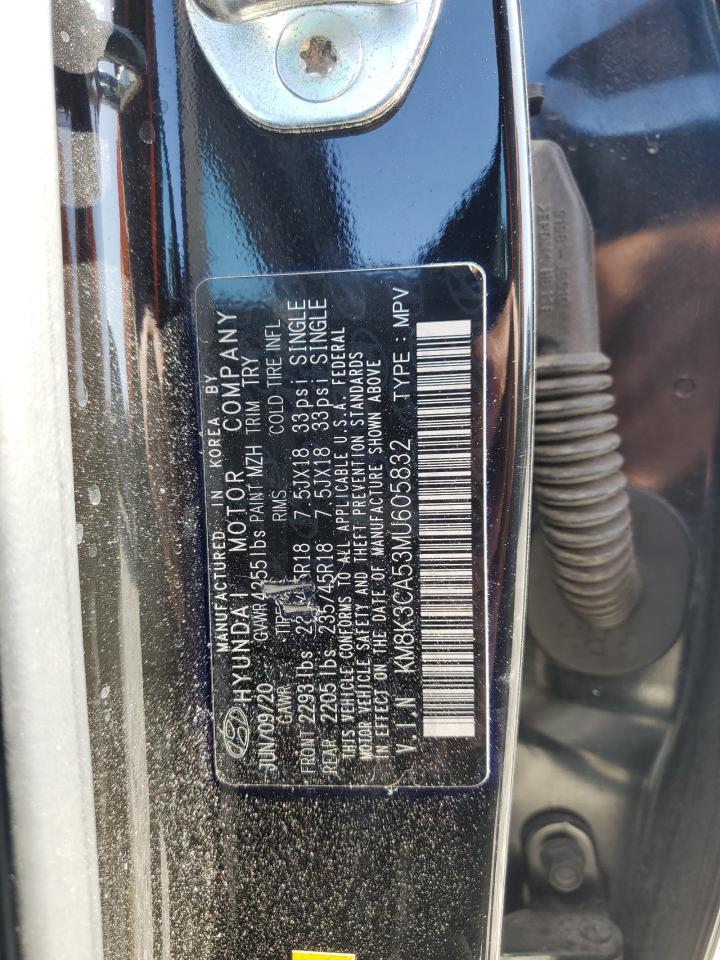 MANUFACTURED IN KOREA BY
HYUNDAI MOTOR COMPANY
JUN/09/20 GVWR 4255lbs PAINT MZH TRIM TRY
GAWR TIRE RIMS COLD TIRE INFL
FRONT 2293lbs 7.5JX18 33psi SINGLE
REAR 2205lbs 235/45R18 7.5JX18 33psi SINGLE
THIS VEHICLE CONFORMS TO ALL APPLICABLE U.S.A. FEDERAL
MOTOR VEHICLE SAFETY AND THEFT PREVENTION STANDARDS
IN EFFECT ON THE DATE OF MANUFACTURE SHOWN ABOVE
V.I.N : KM8K3CA53MU605832 TYPE : MPV